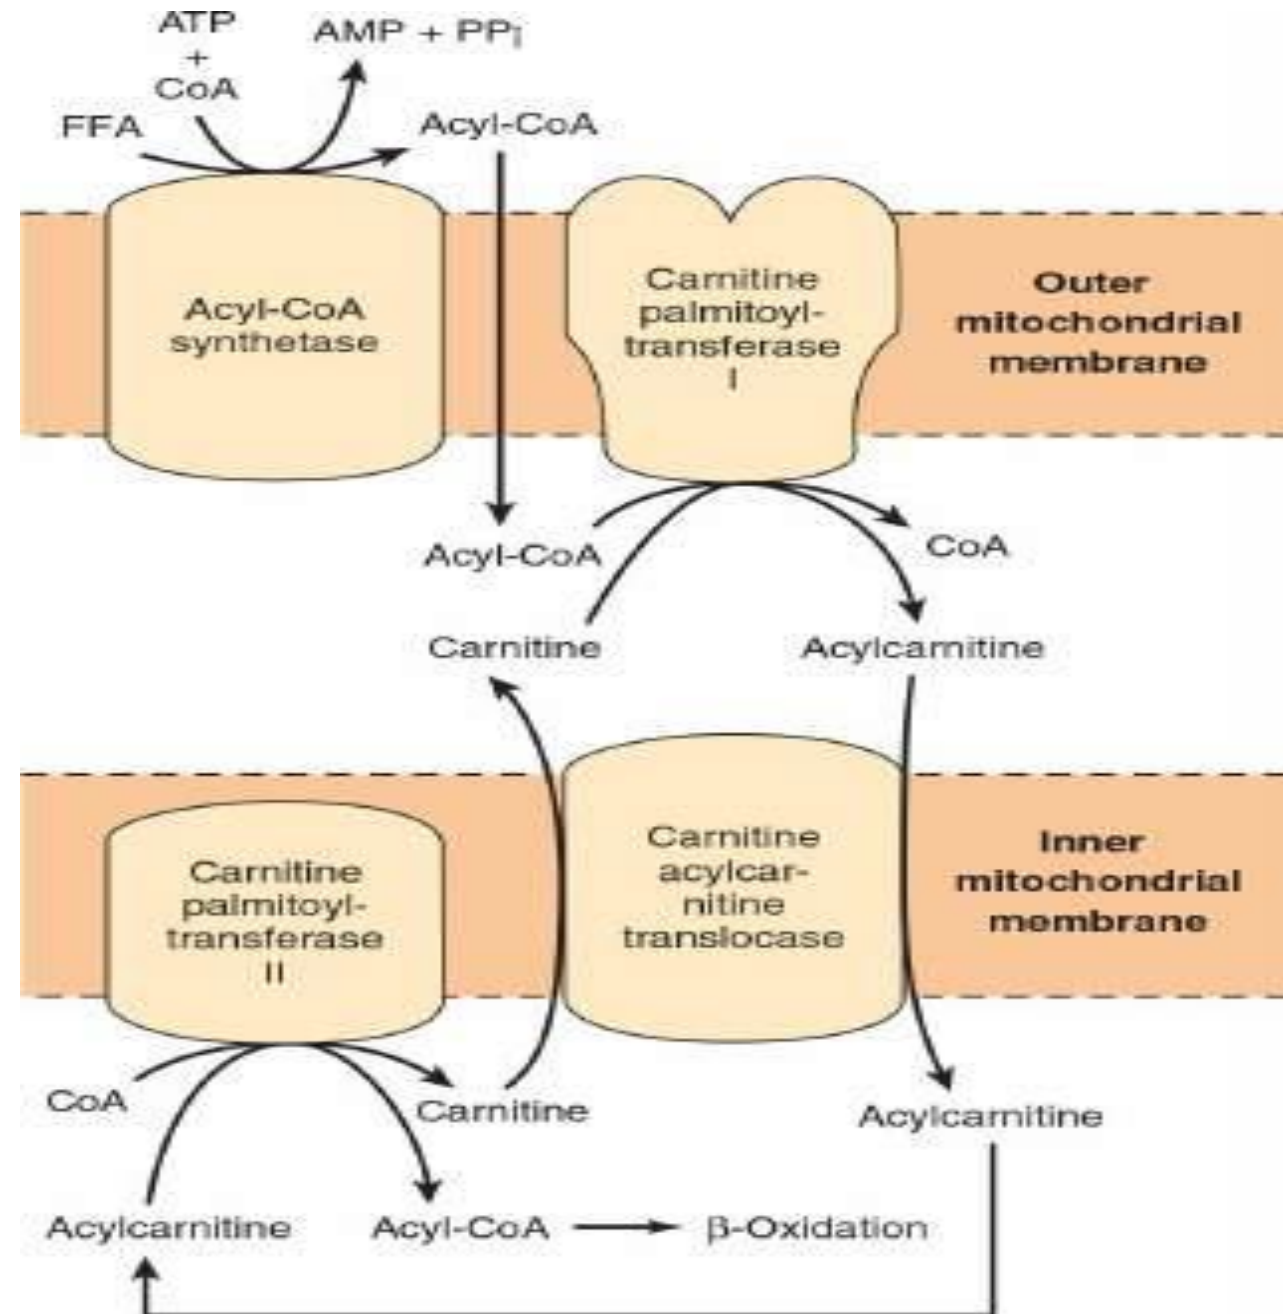 ATP
+
CoA
AMP + PPi
FFA
Acyl-CoA
Acyl-CoA
synthetase
Carnitine
palmitoyl-
transferase
I
Outer
mitochondrial
membrane
Acyl-CoA
CoA
Carnitine
Acylcarnitine
Carnitine
palmitoyl-
transferase
II
Carnitine
acylcar-
nitine
translocase
Inner
mitochondrial
membrane
CoA
Carnitine
Acylcarnitine
Acylcarnitine
Acyl-CoA
β-Oxidation